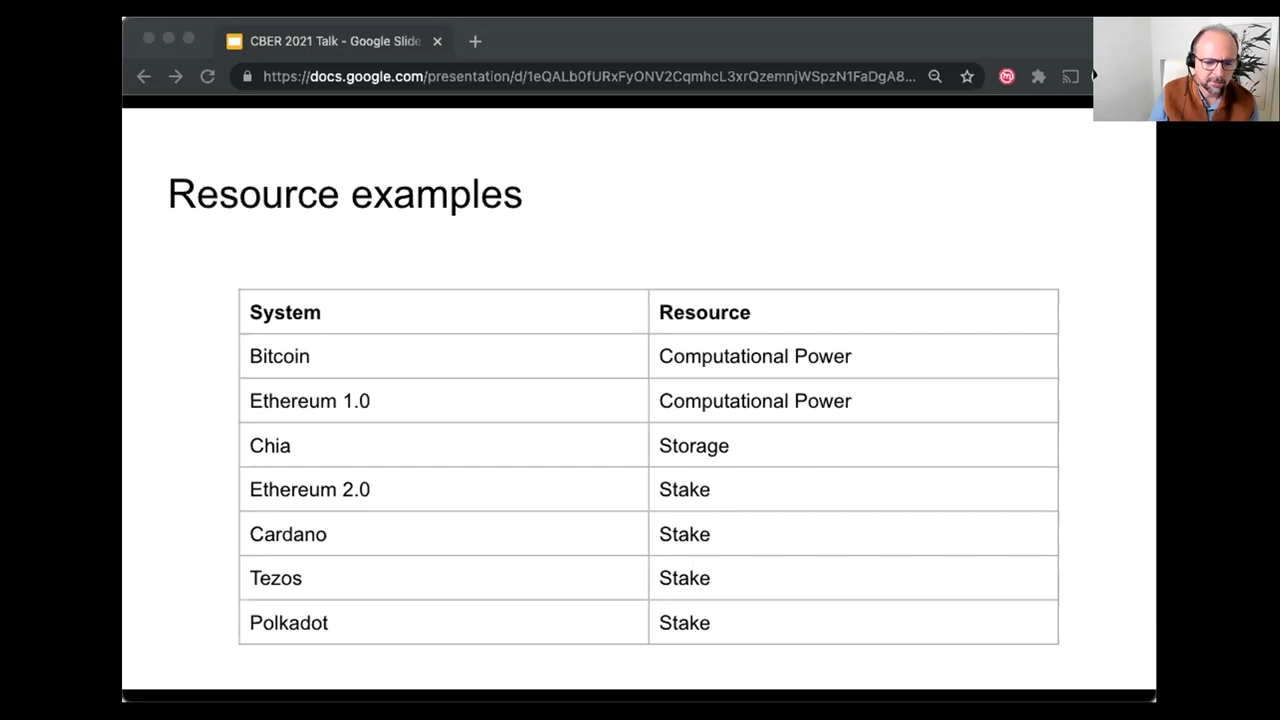 CBER 2021 Talk - Google Slide
https://docs.google.com/presentation/d/1eQALb0fURxFyONV2CqmhcL3xrQzemnjWSpzN1FaDgA8...
Resource examples
System Resource
Bitcoin Computational Power
Ethereum 1.0 Computational Power
Chia Storage
Ethereum 2.0 Stake
Cardano Stake
Tezos Stake
Polkadot Stake